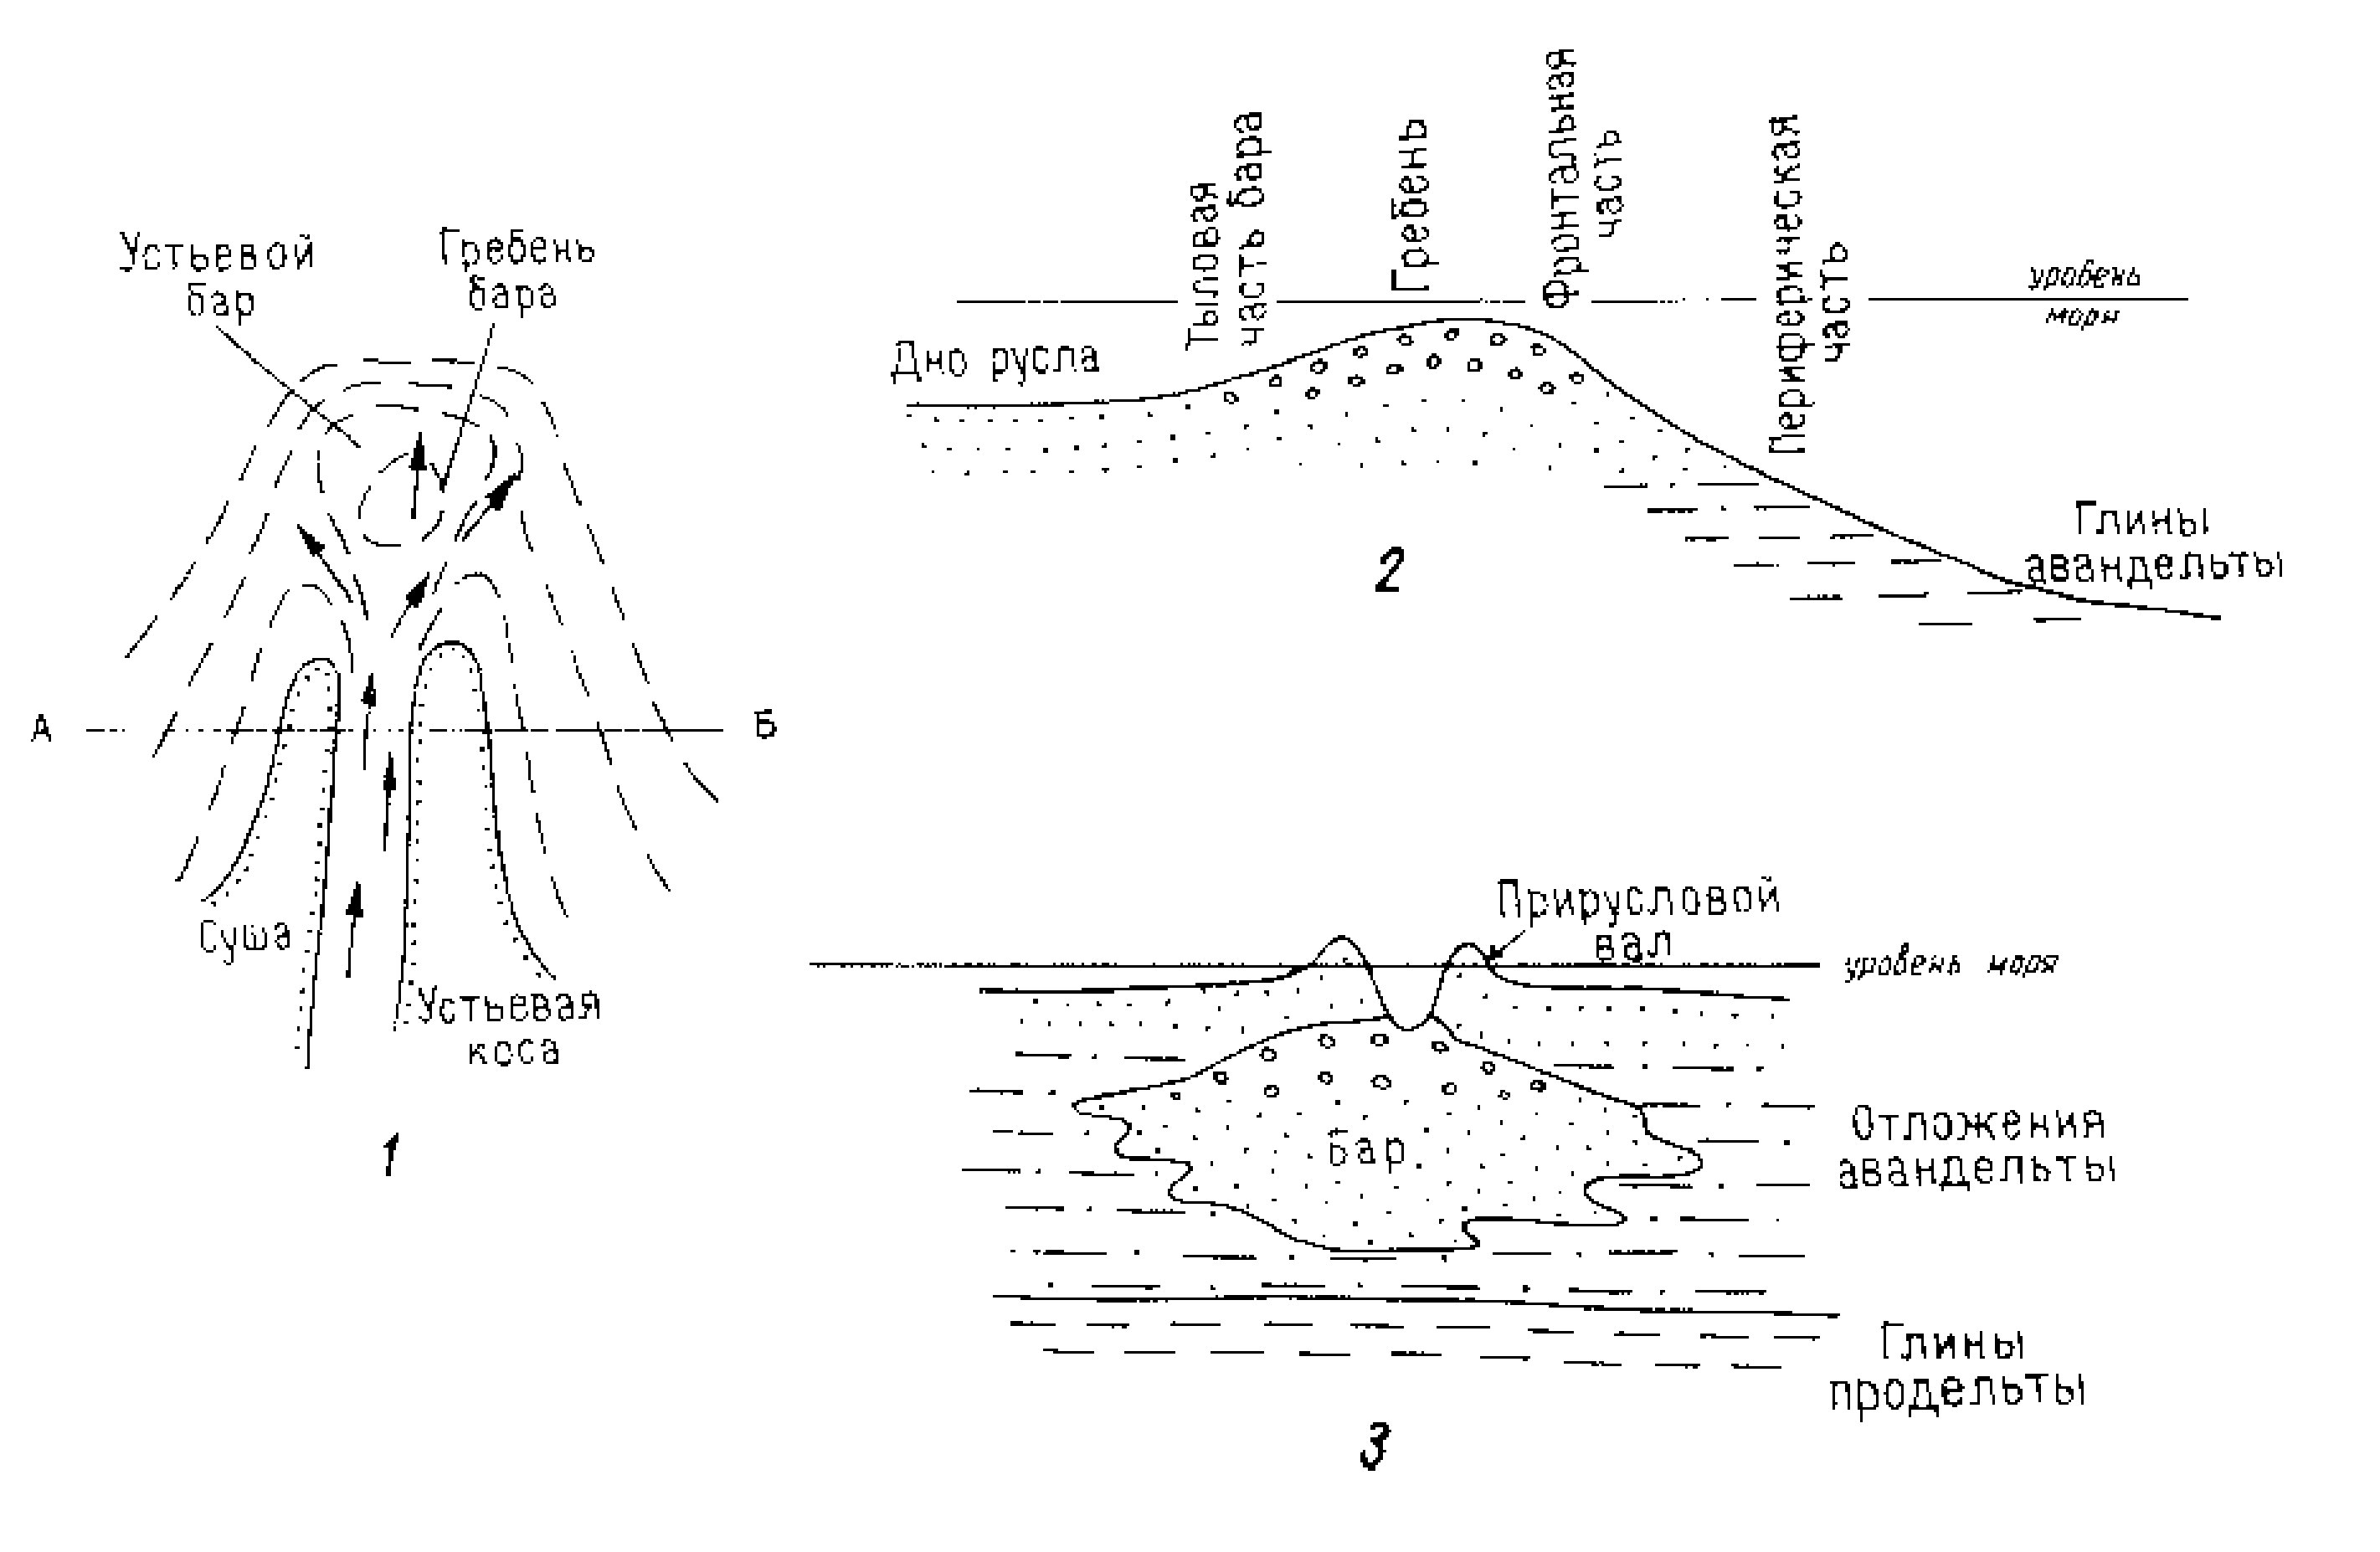 Устьевой
бар
Гребень
бара
А
Б
Суша
Устьевая
коса
1
Тыловая
часть бара
Гребень
Фронтальная
часть
Периферическая
часть
уровень
моря
Дно русла
Глины
авандельты
2
Прирусловой
вал
уровень моря
Бар
Отложения
авандельты
Глины
продельты
3